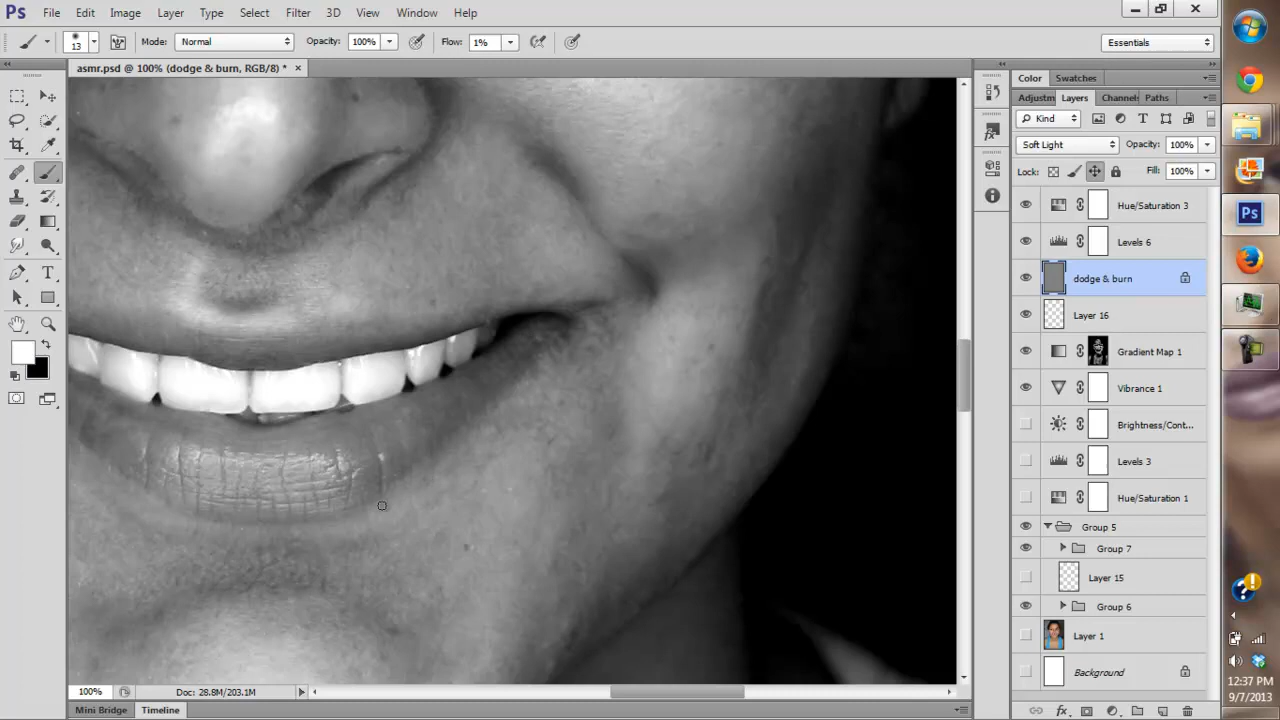 Ps File Edit Image Layer Type Select Filter 3D View Window Help
13 Mode: Normal Opacity: 100% Flow: 1% Essentials
asmr.psd @ 100% (dodge & burn, RGB/8) * ×
Color Swatches
Adjustm Layers Channel Paths
Kind
Soft Light Opacity: 100%
Lock: Fill: 100%
Hue/Saturation 3
Levels 6
dodge & burn
Layer 16
Gradient Map 1
Vibrance 1
Brightness/Cont...
Levels 3
Hue/Saturation 1
Group 5
Group 7
Layer 15
Group 6
Layer 1
Background
100% Doc: 28.8M/203.1M
Mini Bridge Timeline
Ps
12:37 PM
9/7/2013